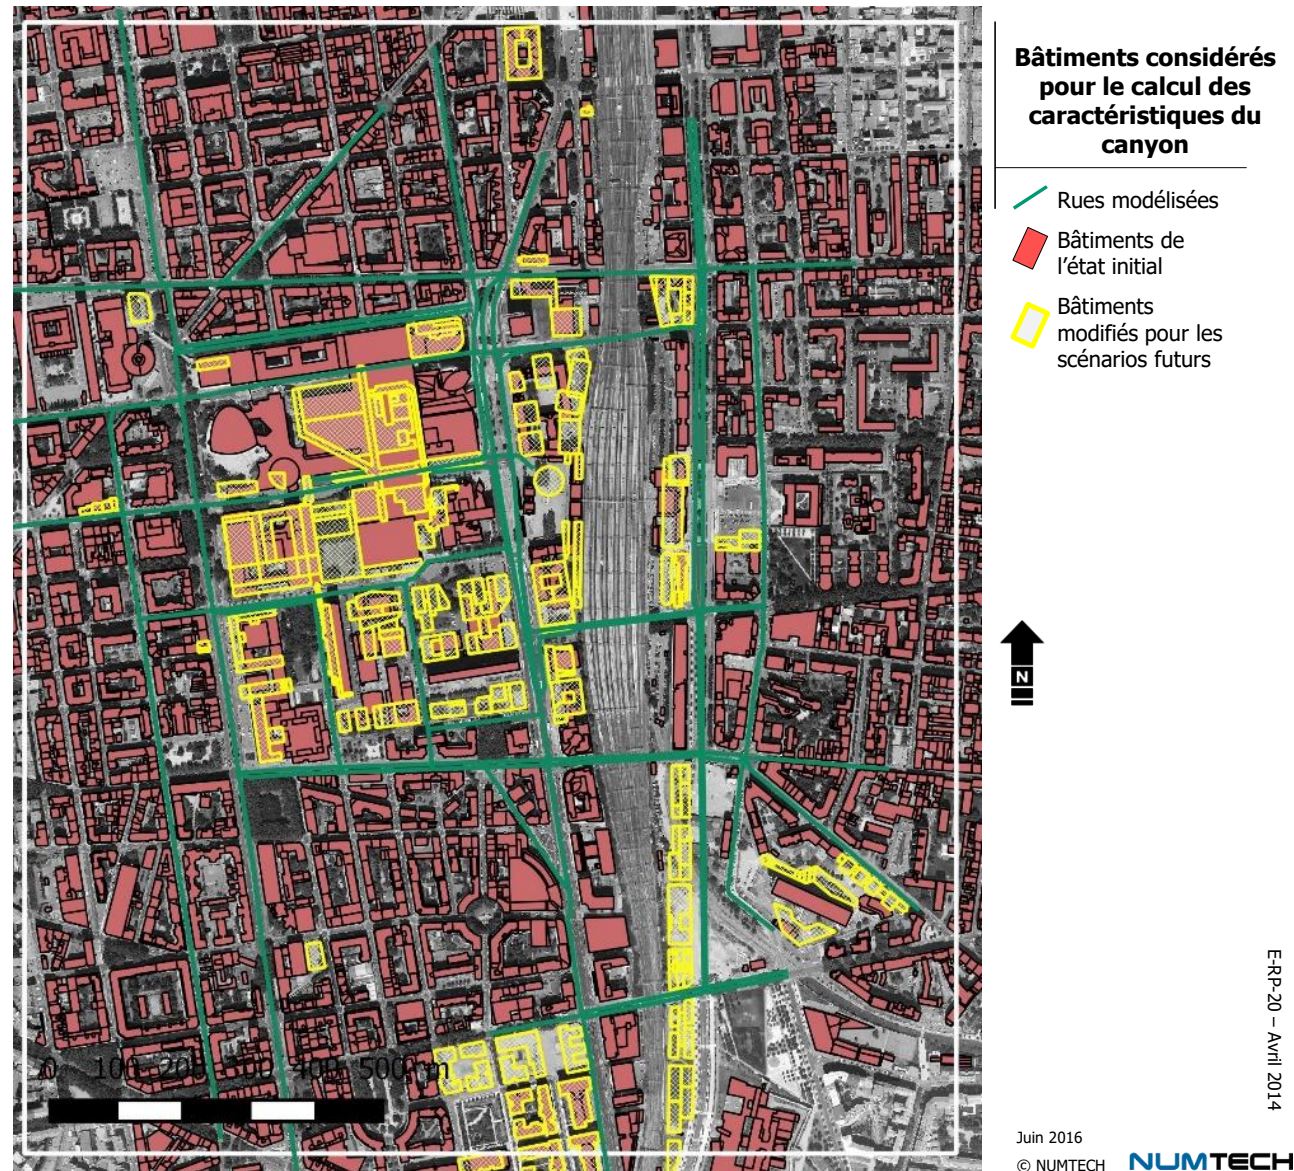 Bâtiments considérés
pour le calcul des
caractéristiques du
canyon
Rues modélisées
Bâtiments de
l’état initial
Bâtiments
modifiés pour les
scénarios futurs
N
E-RP-20 – Avril 2014
0 100 200 300 400 500 m
Juin 2016
© NUMTECH
NUMTECH